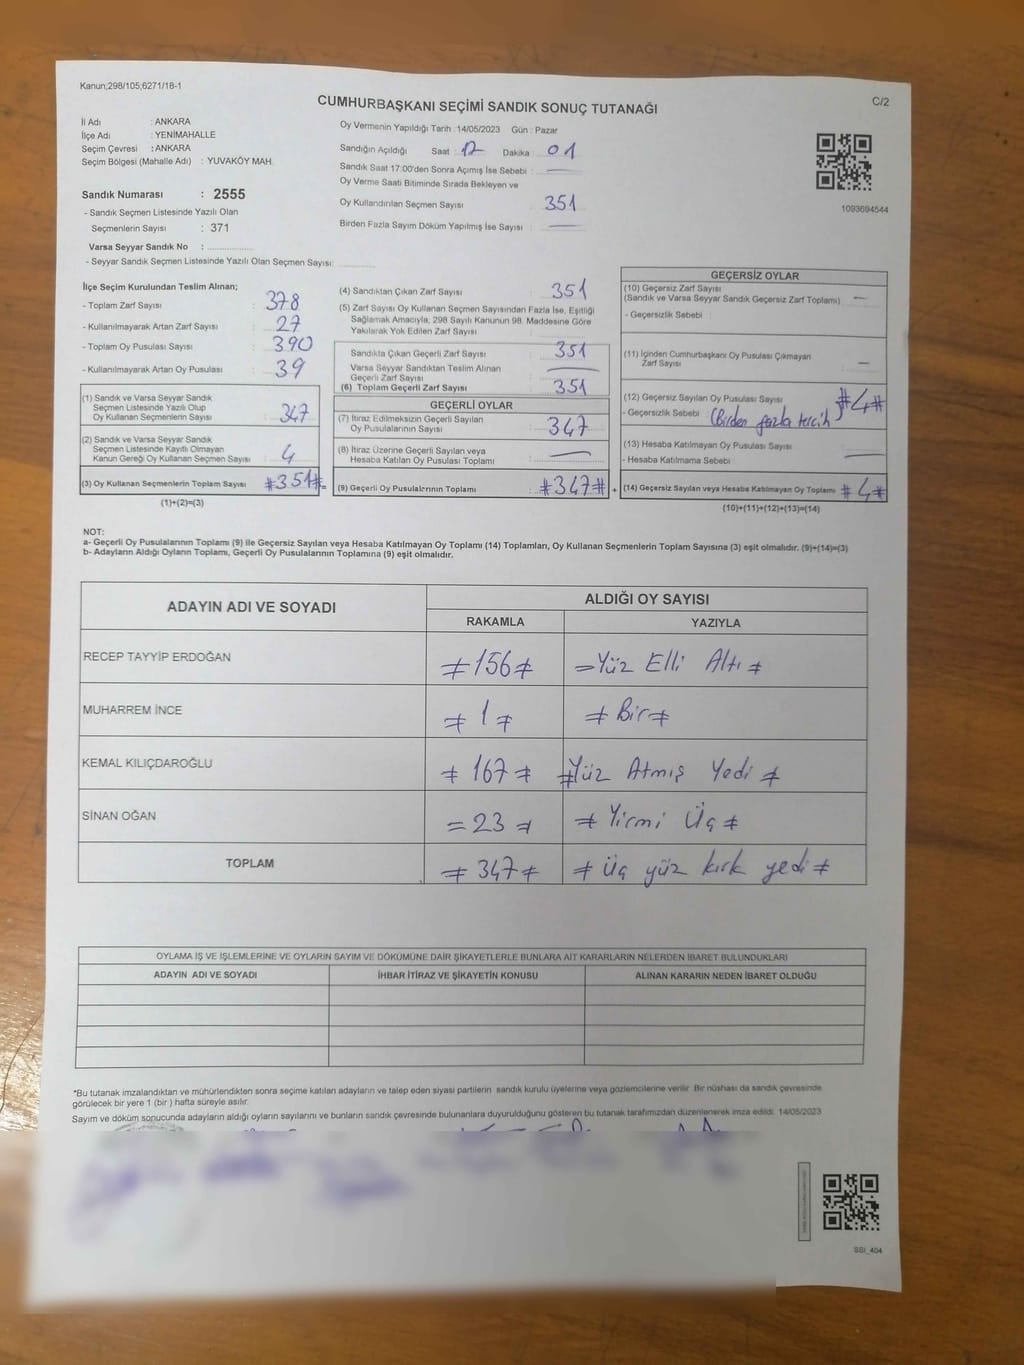 Kanun;298/105;6271/18-1
C/2
CUMHURBAŞKANI SEÇİMİ SANDIK SONUÇ TUTANAĞI
İl Adı : ANKARA
İlçe Adı : YENİMAHALLE
Seçim Çevresi : ANKARA
Seçim Bölgesi (Mahalle Adı) : YUVAKÖY MAH.
Sandık Numarası : 2555
- Sandık Seçmen Listesinde Yazılı Olan
Seçmenlerin Sayısı : 371
Varsa Seyyar Sandık No :
- Seyyar Sandık Seçmen Listesinde Yazılı Olan Seçmen Sayısı:
Oy Vermenin Yapıldığı Tarih :14/05/2023 Gün : Pazar
Sandığın Açıldığı Saat : 17 Dakika : 01
Sandık Saat 17:00'den Sonra Açımış İse Sebebi :
Oy Verme Saati Bitiminde Sırada Bekleyen ve
Oy Kullandırılan Seçmen Sayısı 351
Birden Fazla Sayım Döküm Yapılmış İse Sayısı :
1093694544
İlçe Seçim Kurulundan Teslim Alınan;
- Toplam Zarf Sayısı : 378
- Kullanılmayarak Artan Zarf Sayısı : 27
- Toplam Oy Pusulası Sayısı : 390
- Kullanılmayarak Artan Oy Pusulası : 39
(1) Sandık ve Varsa Seyyar Sandık
Seçmen Listesinde Yazılı Olup
Oy Kullanan Seçmenlerin Sayısı : 347
(2) Sandık ve Varsa Seyyar Sandık
Seçmen Listesinde Kayıtlı Olmayan
Kanun Gereği Oy Kullanan Seçmen Sayısı 4
(3) Oy Kullanan Seçmenlerin Toplam Sayısı #351#=
(1)+(2)=(3)
(4) Sandıktan Çıkan Zarf Sayısı : 351
(5) Zarf Sayısı Oy Kullanan Seçmen Sayısından Fazla İse, Eşitliği
Sağlamak Amacıyla, 298 Sayılı Kanunun 98. Maddesine Göre
Yakılarak Yok Edilen Zarf Sayısı :
Sandıkta Çıkan Geçerli Zarf Sayısı : 351
Varsa Seyyar Sandıktan Teslim Alınan
Geçerli Zarf Sayısı
(6) Toplam Geçerli Zarf Sayısı : 351
GEÇERLİ OYLAR
(7) İtiraz Edilmeksizin Geçerli Sayılan
Oy Pusulalarının Sayısı : 347
(8) İtiraz Üzerine Geçerli Sayılan veya
Hesaba Katılan Oy Pusulası Toplamı :
(9) Geçerli Oy Pusulalarının Toplamı : #347# +
GEÇERSİZ OYLAR
(10) Geçersiz Zarf Sayısı
(Sandık ve Varsa Seyyar Sandık Geçersiz Zarf Toplamı) —
- Geçersizlik Sebebi :
(11) İçinden Cumhurbaşkanı Oy Pusulası Çıkmayan
Zarf Sayısı : —
(12) Geçersiz Sayılan Oy Pusulası Sayısı #4#
- Geçersizlik Sebebi : (Birden fazla tercih)
(13) Hesaba Katılmayan Oy Pusulası Sayısı :
- Hesaba Katılmama Sebebi :
(14) Geçersiz Sayılan veya Hesaba Katılmayan Oy Toplamı : #4#
(10)+(11)+(12)+(13)=(14)
NOT:
a- Geçerli Oy Pusulalarının Toplamı (9) ile Geçersiz Sayılan veya Hesaba Katılmayan Oy Toplamı (14) Toplamları, Oy Kullanan Seçmenlerin Toplam Sayısına (3) eşit olmalıdır. (9)+(14)=(3)
b- Adayların Aldığı Oyların Toplamı, Geçerli Oy Pusulalarının Toplamına (9) eşit olmalıdır.
ADAYIN ADI VE SOYADI ALDIĞI OY SAYISI
RAKAMLA YAZIYLA
RECEP TAYYİP ERDOĞAN ≠156≠ =Yüz Elli Altı≠
MUHARREM İNCE ≠1≠ ≠Bir≠
KEMAL KILIÇDAROĞLU ≠167≠ ≠Yüz Atmış Yedi≠
SİNAN OĞAN =23≠ ≠Yirmi Üç≠
TOPLAM ≠347≠ ≠Üç yüz kırk yedi≠
OYLAMA İŞ VE İŞLEMLERİNE VE OYLARIN SAYIM VE DÖKÜMÜNE DAİR ŞİKAYETLERLE BUNLARA AİT KARARLARIN NELERDEN İBARET BULUNDUKLARI
ADAYIN ADI VE SOYADI İHBAR İTİRAZ VE ŞİKAYETİN KONUSU ALINAN KARARIN NEDEN İBARET OLDUĞU
*Bu tutanak imzalandıktan ve mühürlendikten sonra seçime katılan adayların ve talep eden siyasi partilerin sandık kurulu üyelerine veya gözlemcilerine verilir. Bir nüshası da sandık çevresinde
görülecek bir yere 1 (bir ) hafta süreyle asılır.
Sayım ve döküm sonucunda adayların aldığı oyların sayılarını ve bunların sandık çevresinde bulunanlara duyurulduğunu gösteren bu tutanak tarafımızdan düzenlenerek imza edildi. 14/05/2023
SSI_404